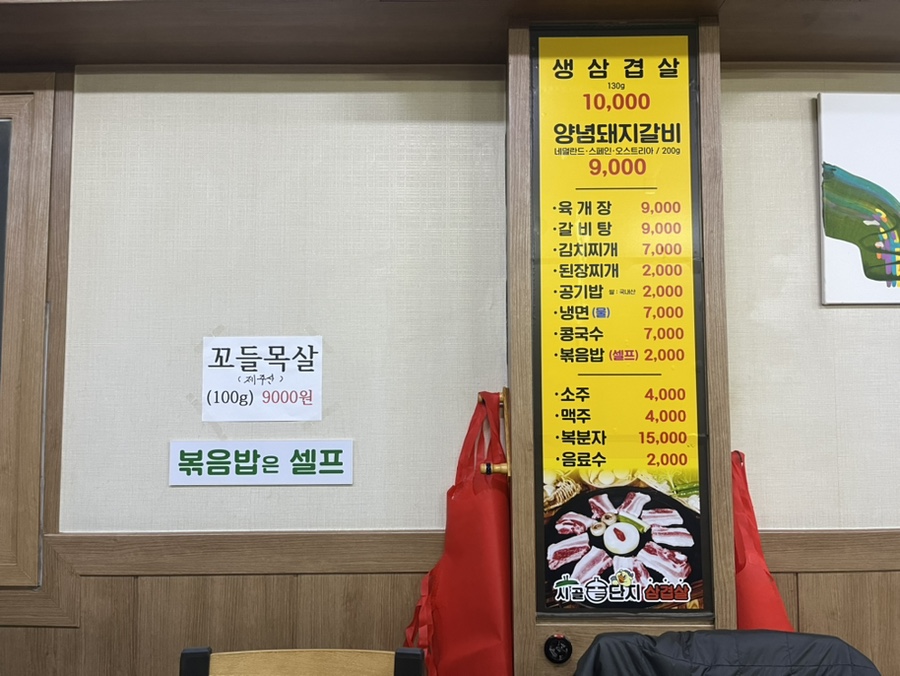 꼬들목살
(제주산)
(100g) 9000원
볶음밥은 셀프
생삼겹살
130g
10,000
양념돼지갈비
네덜란드·스페인·오스트리아 / 200g
9,000
·육개장 9,000
·갈비탕 9,000
·김치찌개 7,000
·된장찌개 2,000
·공기밥 쌀 : 국내산 2,000
·냉면 (물) 7,000
·콩국수 7,000
·볶음밥 (셀프) 2,000
·소주 4,000
·맥주 4,000
·복분자 15,000
·음료수 2,000
시골 단지 삼겹살